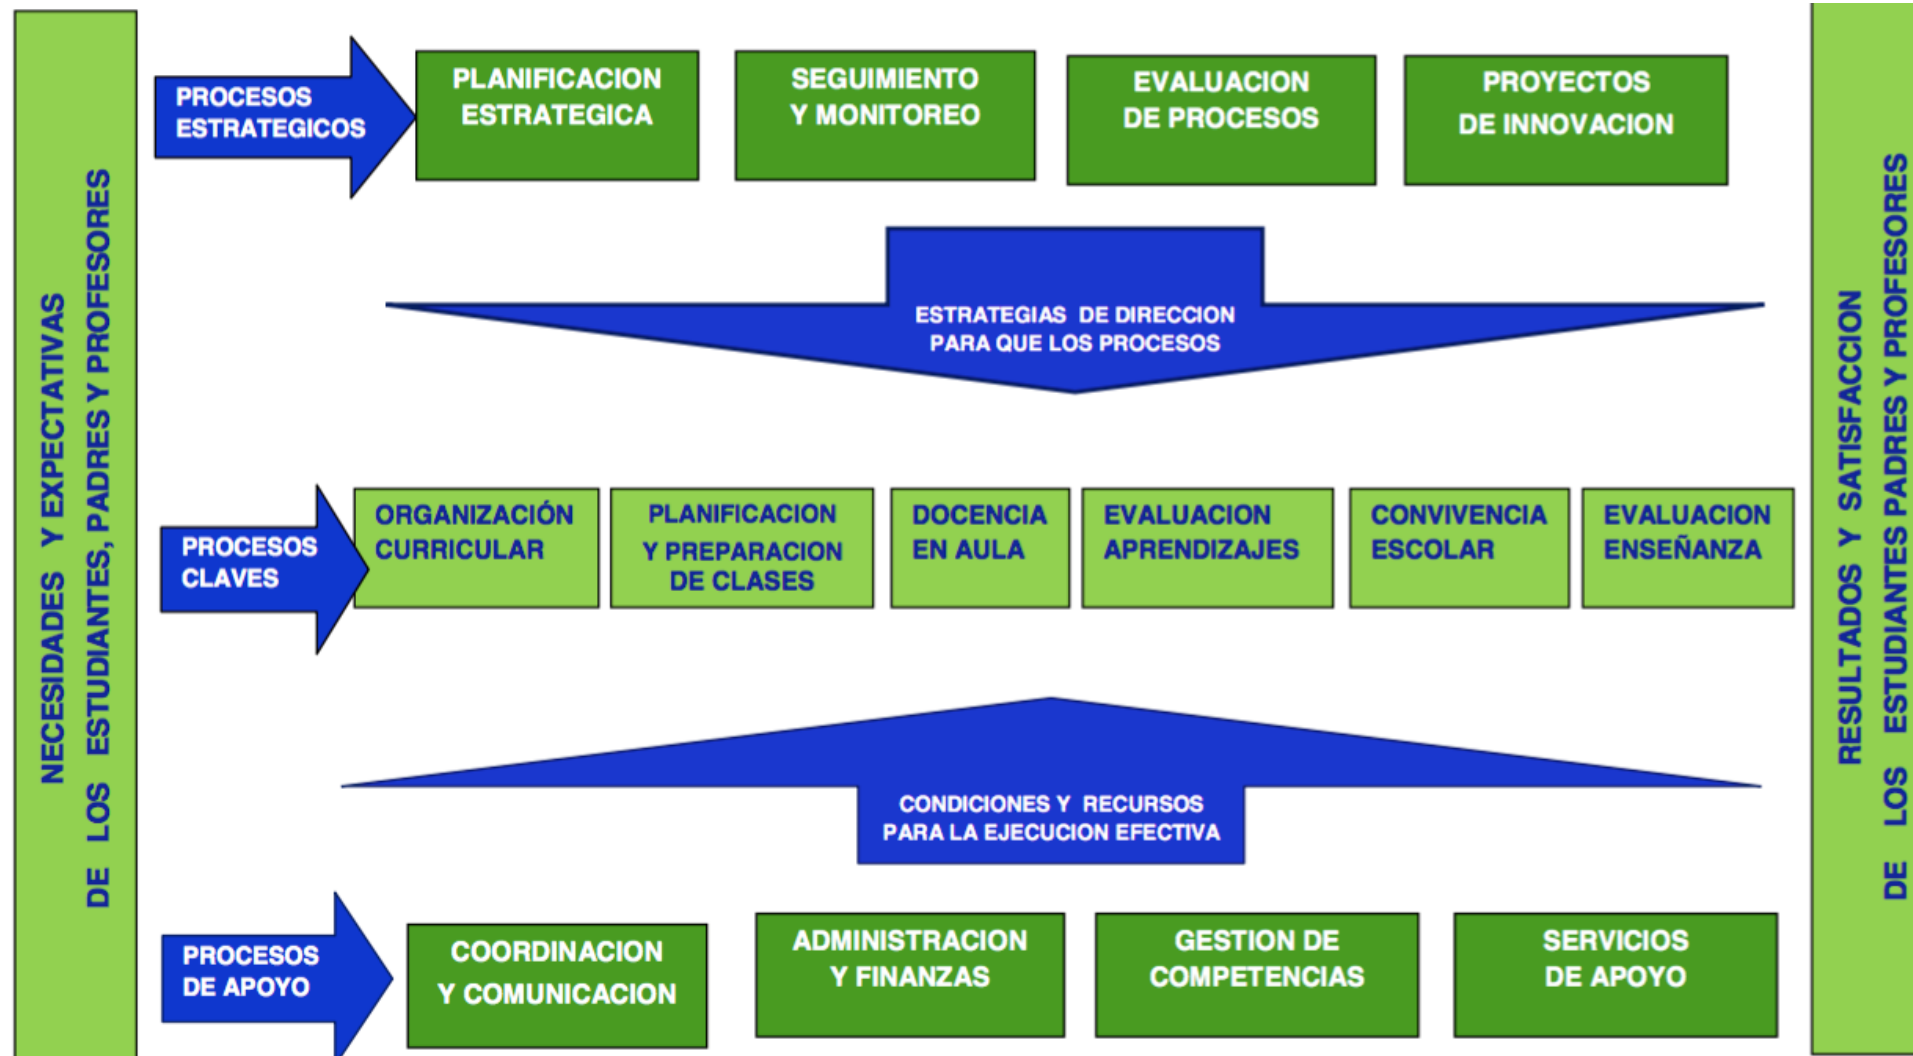 NECESIDADES Y EXPECTATIVAS
DE LOS ESTUDIANTES, PADRES Y PROFESORES
PROCESOS
ESTRATEGICOS
PLANIFICACION
ESTRATEGICA
SEGUIMIENTO
Y MONITOREO
EVALUACION
DE PROCESOS
PROYECTOS
DE INNOVACION
ESTRATEGIAS DE DIRECCION
PARA QUE LOS PROCESOS
PROCESOS
CLAVES
ORGANIZACIÓN
CURRICULAR
PLANIFICACION
Y PREPARACION
DE CLASES
DOCENCIA
EN AULA
EVALUACION
APRENDIZAJES
CONVIVENCIA
ESCOLAR
EVALUACION
ENSEÑANZA
CONDICIONES Y RECURSOS
PARA LA EJECUCION EFECTIVA
PROCESOS
DE APOYO
COORDINACION
Y COMUNICACION
ADMINISTRACION
Y FINANZAS
GESTION DE
COMPETENCIAS
SERVICIOS
DE APOYO
RESULTADOS Y SATISFACCION
DE LOS ESTUDIANTES PADRES Y PROFESORES